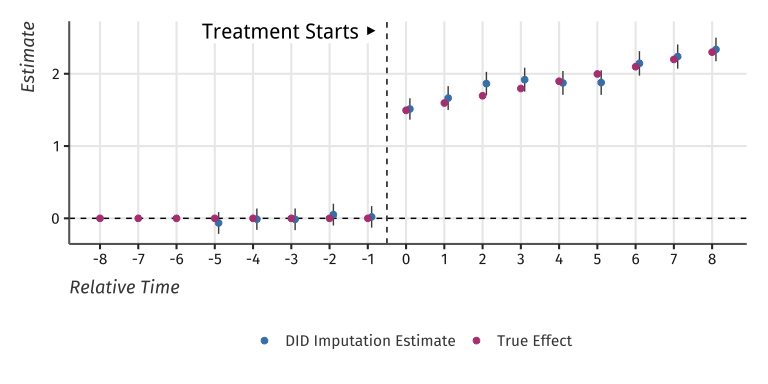 Treatment Starts ►
Estimate
2
1
0
-8 -7 -6 -5 -4 -3 -2 -1 0 1 2 3 4 5 6 7 8
Relative Time
DID Imputation Estimate True Effect